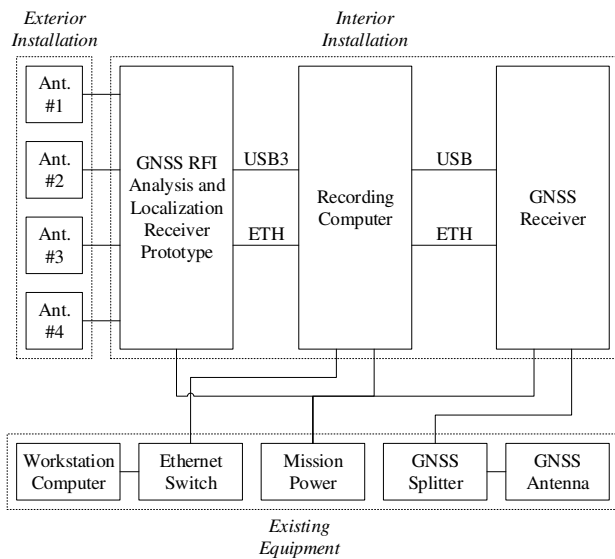 Exterior
Installation
Interior
Installation
Ant.
#1
Ant.
#2
Ant.
#3
Ant.
#4
GNSS RFI
Analysis and
Localization
Receiver
Prototype
USB3
ETH
Recording
Computer
USB
ETH
GNSS
Receiver
Workstation
Computer
Ethernet
Switch
Mission
Power
GNSS
Splitter
GNSS
Antenna
Existing
Equipment